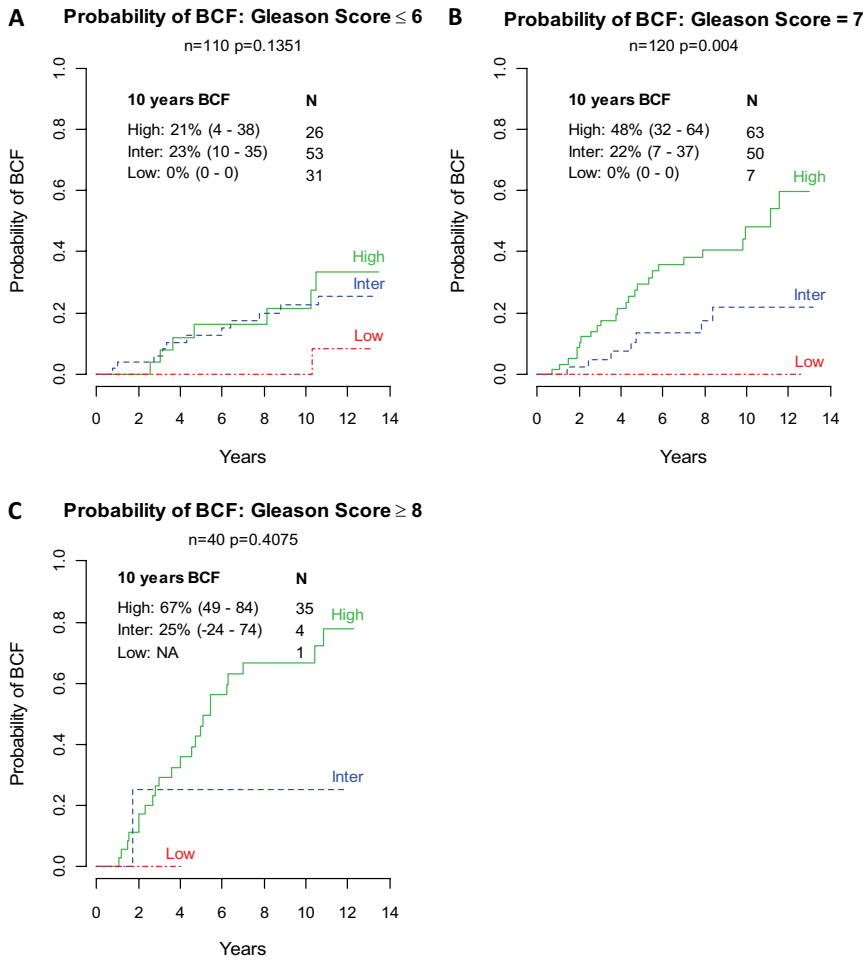 A
Probability of BCF: Gleason Score ≤ 6
n=110 p=0.1351
10 years BCF N
High: 21% (4 - 38) 26
Inter: 23% (10 - 35) 53
Low: 0% (0 - 0) 31
High
Inter
Low
Probability of BCF
0.0 0.2 0.4 0.6 0.8 1.0
0 2 4 6 8 10 12 14
Years
B
Probability of BCF: Gleason Score = 7
n=120 p=0.004
10 years BCF N
High: 48% (32 - 64) 63
Inter: 22% (7 - 37) 50
Low: 0% (0 - 0) 7
High
Inter
Low
Probability of BCF
0.0 0.2 0.4 0.6 0.8 1.0
0 2 4 6 8 10 12 14
Years
C
Probability of BCF: Gleason Score ≥ 8
n=40 p=0.4075
10 years BCF N
High: 67% (49 - 84) 35
Inter: 25% (-24 - 74) 4
Low: NA 1
High
Inter
Low
Probability of BCF
0.0 0.2 0.4 0.6 0.8 1.0
0 2 4 6 8 10 12 14
Years